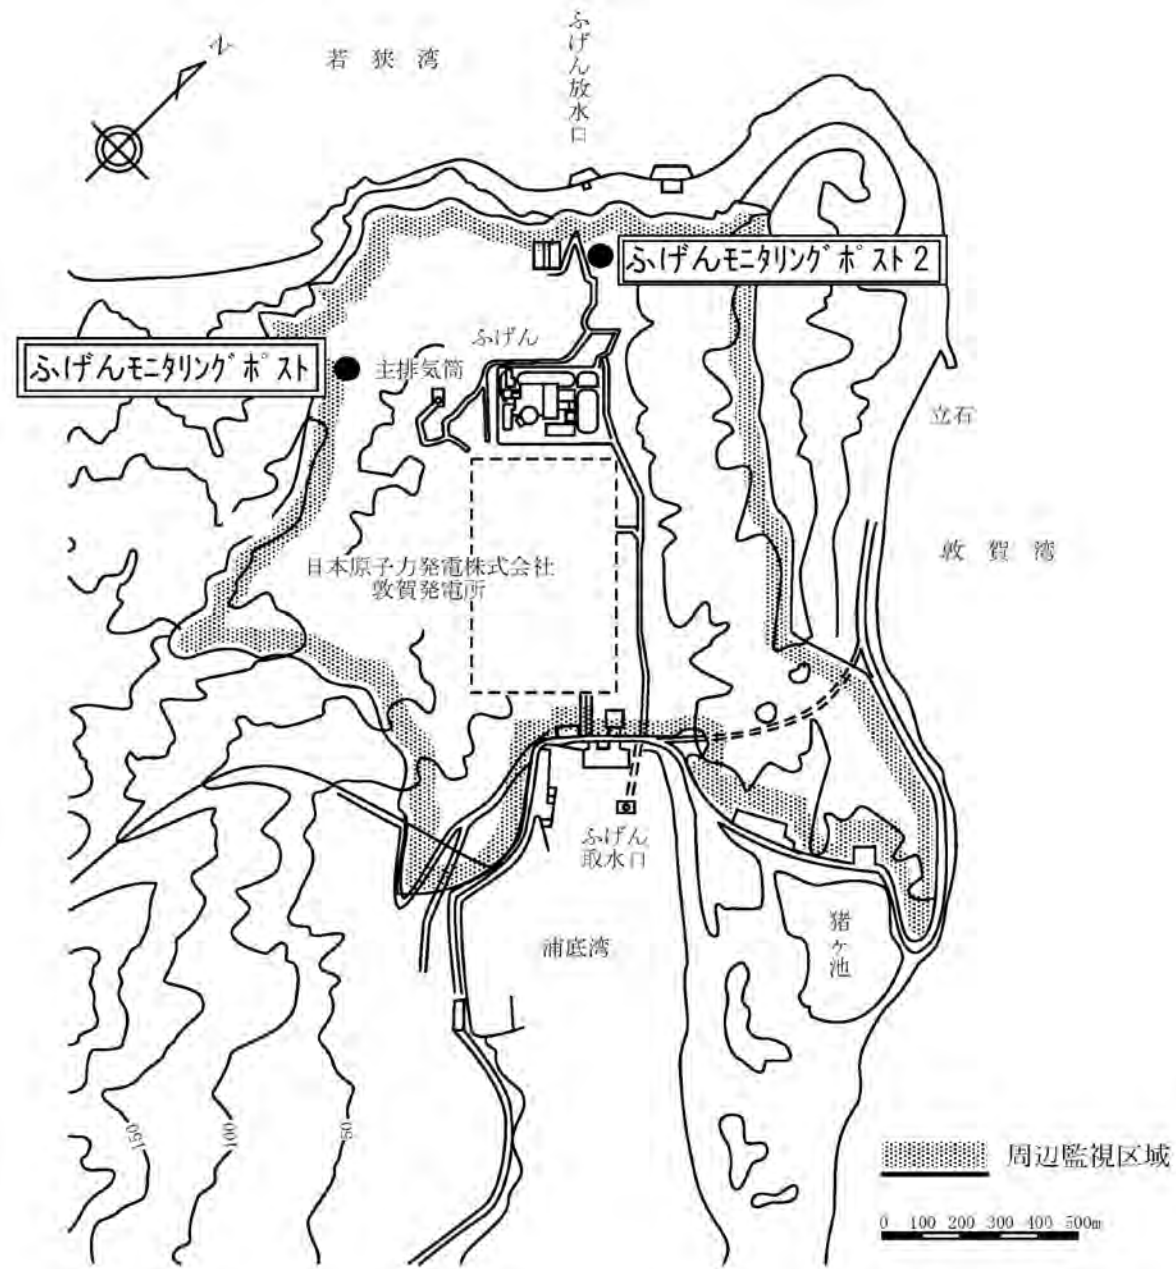 ふげん放水口
N
若狭湾
ふげんモニタリングポスト2
ふげん
ふげんモニタリングポスト
主排気筒
立石
敦賀湾
日本原子力発電株式会社
敦賀発電所
ふげん
取水口
浦底湾
猪ヶ池
150
100
50
周辺監視区域
0 100 200 300 400 500m